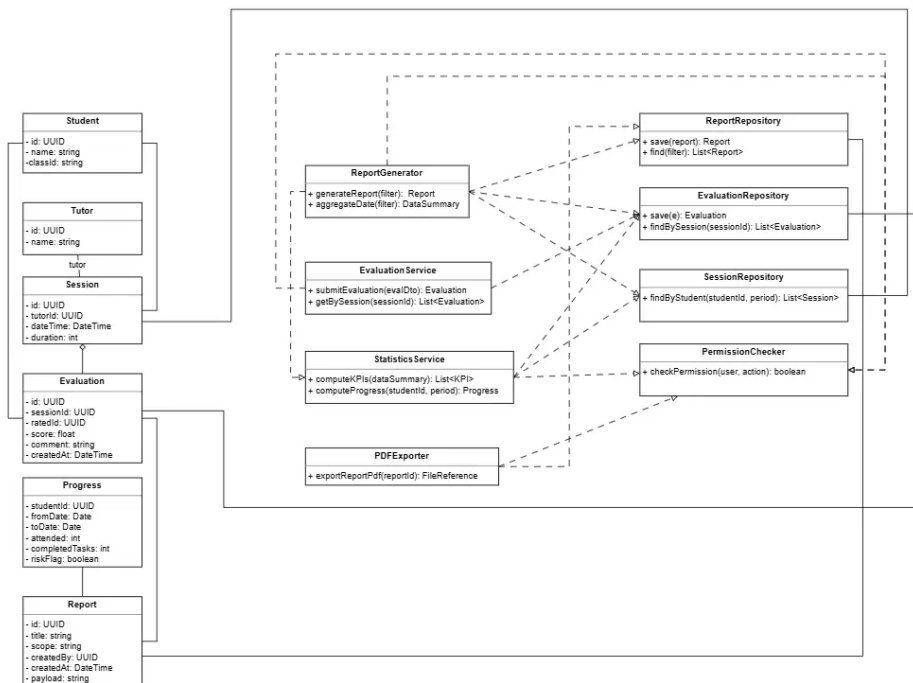 Student
- id: UUID
- name: string
-classId: string
Tutor
- id: UUID
- name: string
tutor
Session
- id: UUID
- tutorId: UUID
- dateTime: DateTime
- duration: int
Evaluation
- id: UUID
- sessionId: UUID
- ratedId: UUID
- score: float
- comment: string
- createdAt: DateTime
Progress
- studentId: UUID
- fromDate: Date
- toDate: Date
- attended: int
- completedTasks: int
- riskFlag: boolean
Report
- id: UUID
- title: string
- scope: string
- createdBy: UUID
- createdAt: DateTime
- payload: string
ReportGenerator
+ generateReport(filter): Report
+ aggregateDate(filter): DataSummary
EvaluationService
+ submitEvaluation(evalDto): Evaluation
+ getBySession(sessionId): List<Evaluation>
StatisticsService
+ computeKPIs(dataSummary): List<KPI>
+ computeProgress(studentId, period): Progress
PDFExporter
+ exportReportPdf(reportId): FileReference
ReportRepository
+ save(report): Report
+ find(filter): List<Report>
EvaluationRepository
+ save(e): Evaluation
+ findBySession(sessionId): List<Evaluation>
SessionRepository
+ findByStudent(studentId, period): List<Session>
PermissionChecker
+ checkPermission(user, action): boolean